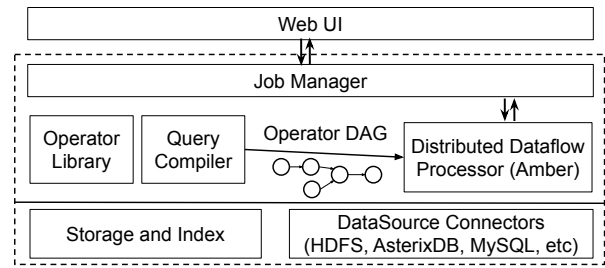 Web UI
Job Manager
Operator
Library
Query
Compiler
Operator DAG
Distributed Dataflow
Processor (Amber)
Storage and Index
DataSource Connectors
(HDFS, AsterixDB, MySQL, etc)